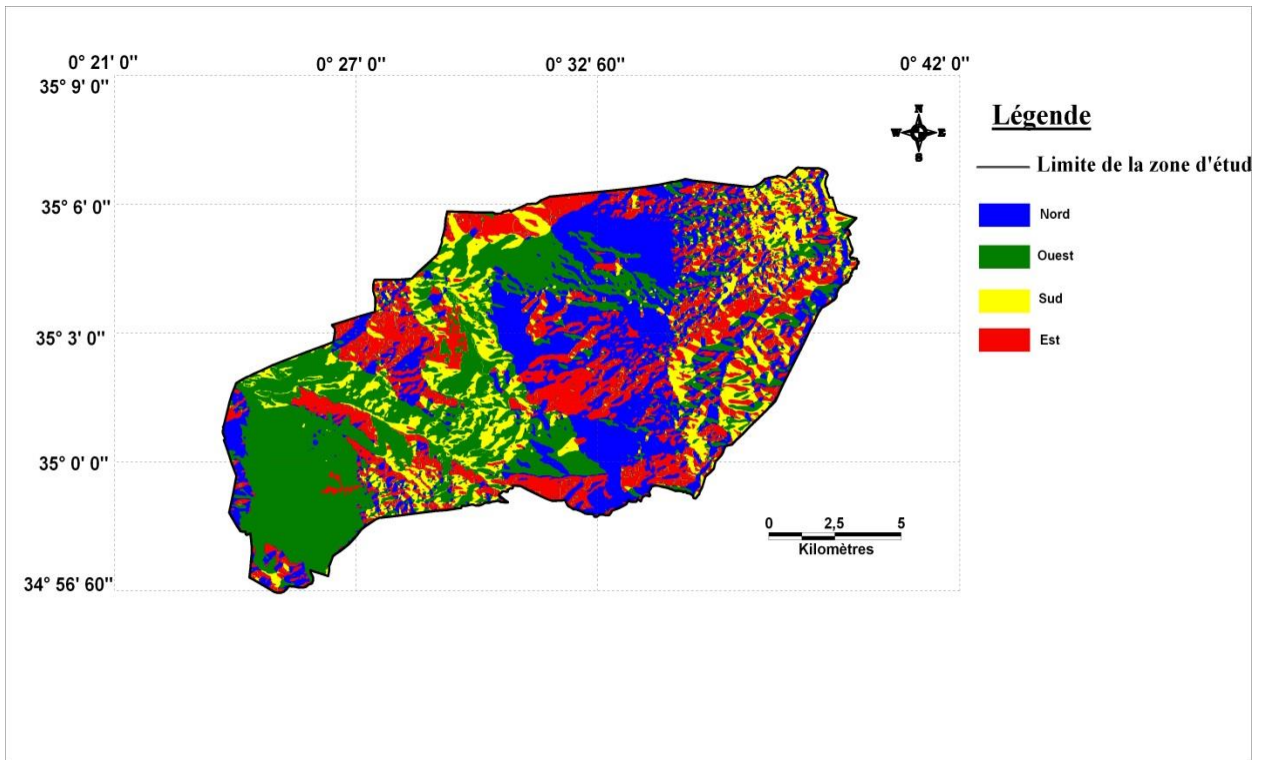 0° 21' 0'' 0° 27' 0'' 0° 32' 60'' 0° 42' 0''
35° 9' 0''
N
W E
S
Légende
Limite de la zone d'étud
35° 6' 0''
Nord
Ouest
Sud
Est
35° 3' 0''
35° 0' 0''
0 2,5 5
Kilomètres
34° 56' 60''